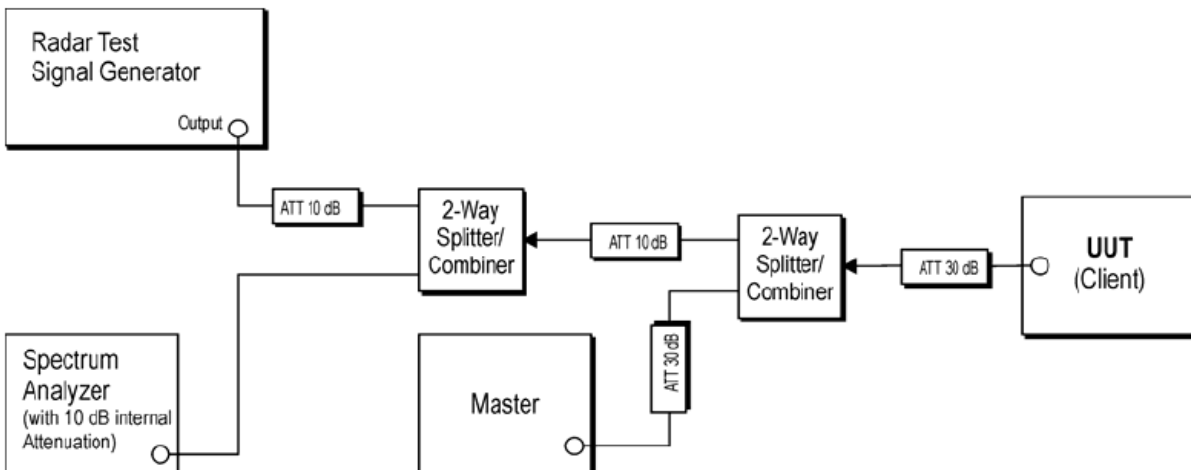 Radar Test
Signal Generator
Output
ATT 10 dB
2-Way
Splitter/
Combiner
ATT 10 dB
2-Way
Splitter/
Combiner
ATT 30 dB
UUT
(Client)
Spectrum
Analyzer
(with 10 dB internal
Attenuation)
Master
ATT 30 dB